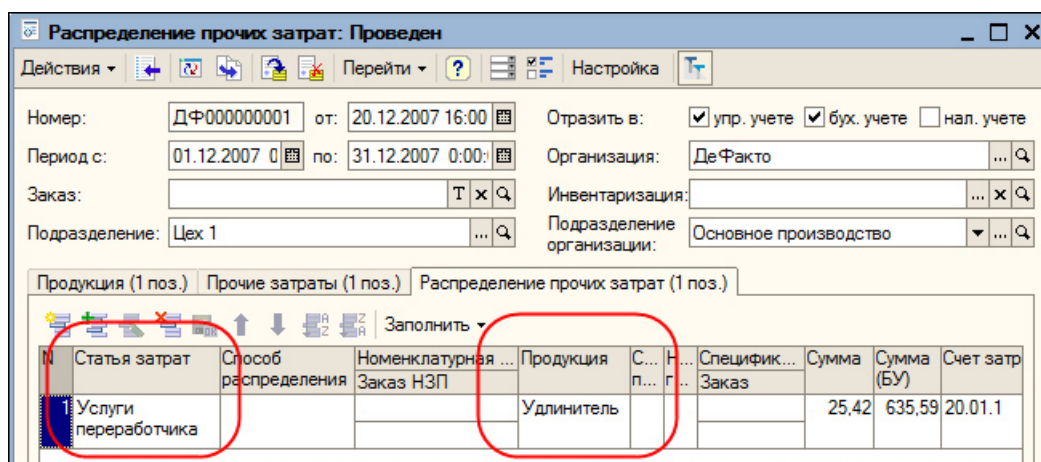 Распределение прочих затрат: Проведен
Действия Перейти ? Настройка
Номер: ДФ000000001 от: 20.12.2007 16:00 Отразить в: упр. учете бух. учете нал. учете
Период с: 01.12.2007 0 по: 31.12.2007 0:00: Организация: ДеФакто ...
Заказ: T x Инвентаризация: ... x
Подразделение: Цех 1 ... Подразделение организации: Основное производство ...
Продукция (1 поз.) Прочие затраты (1 поз.) Распределение прочих затрат (1 поз.)
Заполнить
N Статья затрат Способ распределения Номенклатурная ... Продукция С... Н... Специфик... Сумма Сумма (БУ) Счет затр
Заказ НЗП п... г... Заказ
1 Услуги переработчика Удлинитель 25,42 635,59 20.01.1